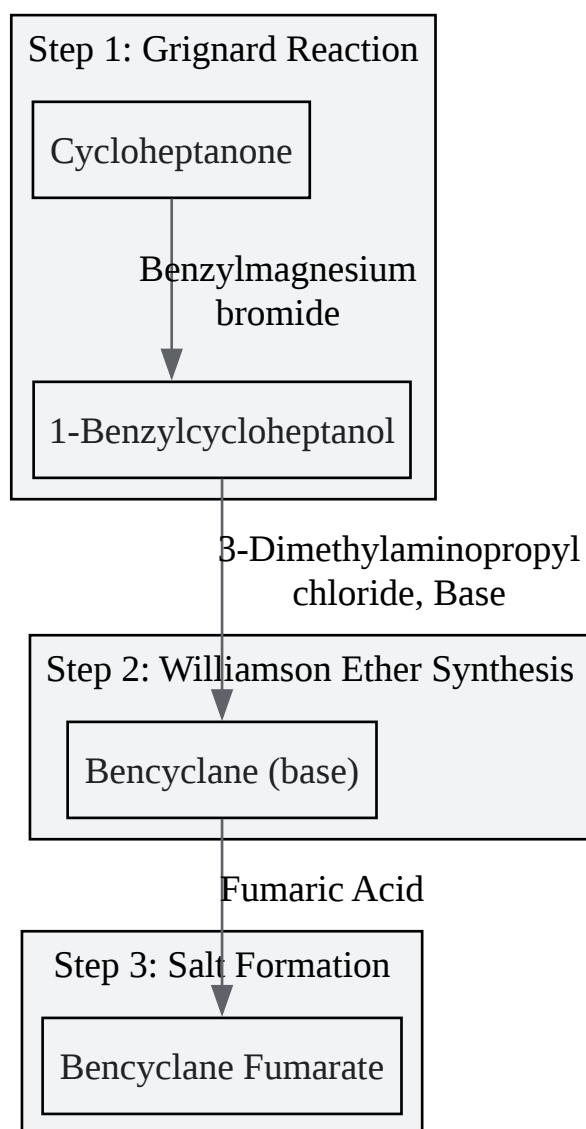 Step 1: Grignard Reaction
Cycloheptanone
Benzylmagnesium
bromide
1-Benzylcycloheptanol
3-Dimethylaminopropyl
chloride, Base
Step 2: Williamson Ether Synthesis
Bencyclane (base)
Fumaric Acid
Step 3: Salt Formation
Bencyclane Fumarate